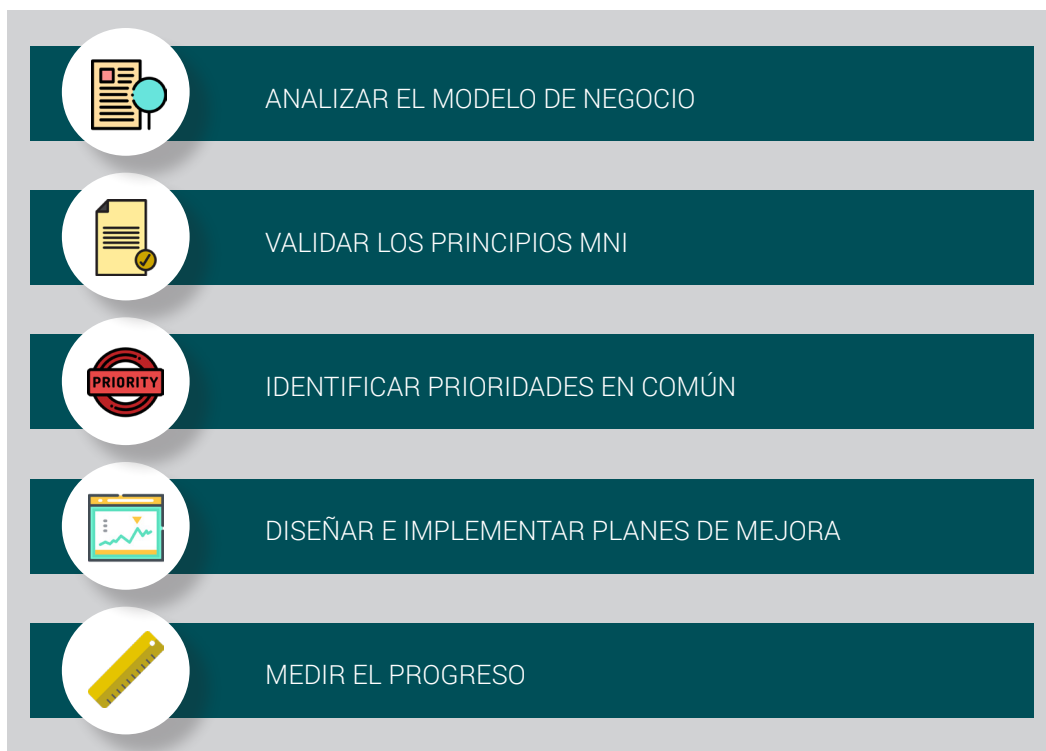 ANALIZAR EL MODELO DE NEGOCIO
VALIDAR LOS PRINCIPIOS MNI
PRIORITY
IDENTIFICAR PRIORIDADES EN COMÚN
DISEÑAR E IMPLEMENTAR PLANES DE MEJORA
MEDIR EL PROGRESO